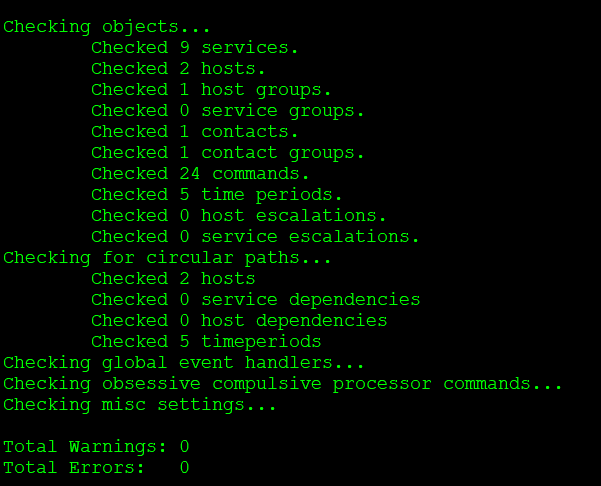 Checking objects...
Checked 9 services.
Checked 2 hosts.
Checked 1 host groups.
Checked 0 service groups.
Checked 1 contacts.
Checked 1 contact groups.
Checked 24 commands.
Checked 5 time periods.
Checked 0 host escalations.
Checked 0 service escalations.
Checking for circular paths...
Checked 2 hosts
Checked 0 service dependencies
Checked 0 host dependencies
Checked 5 timeperiods
Checking global event handlers...
Checking obsessive compulsive processor commands...
Checking misc settings...
Total Warnings: 0
Total Errors:   0